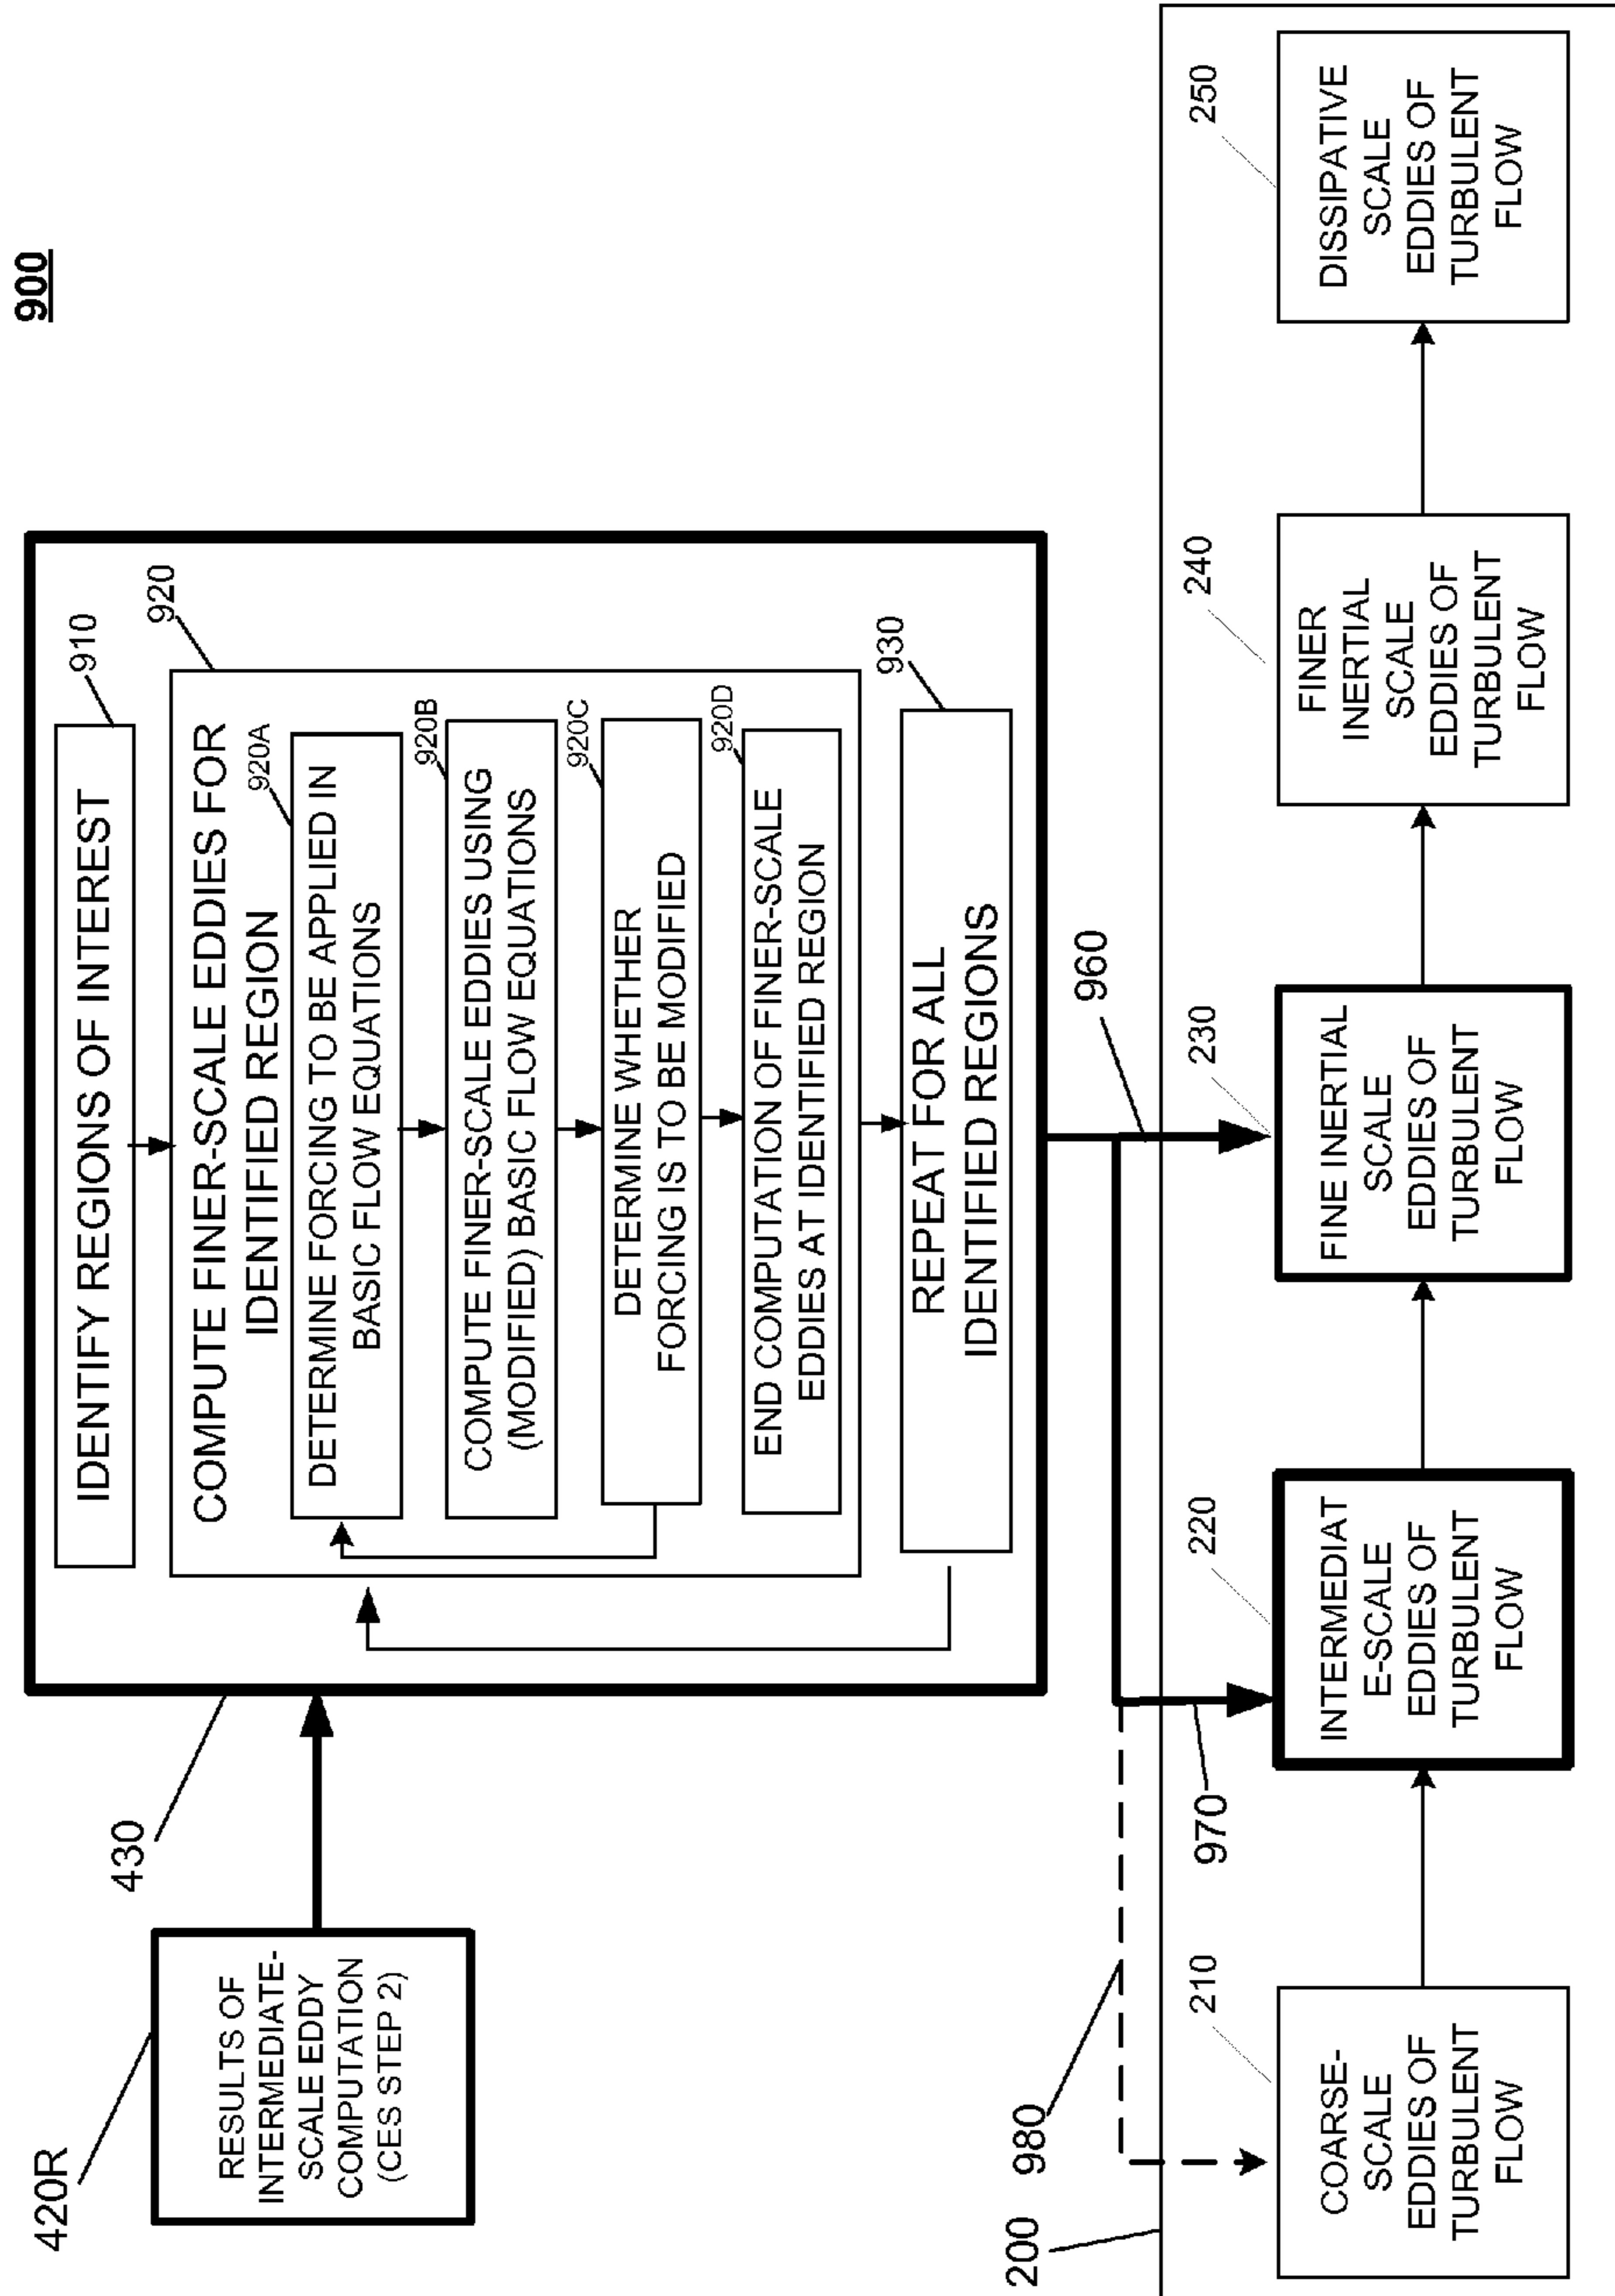 900
420R
RESULTS OF
INTERMEDIATE-
SCALE EDDY
COMPUTATION
(CES STEP 2)
430
IDENTIFY REGIONS OF INTEREST
910
COMPUTE FINER-SCALE EDDIES FOR
IDENTIFIED REGION
920
DETERMINE FORCING TO BE APPLIED IN
BASIC FLOW EQUATIONS
920A
COMPUTE FINER-SCALE EDDIES USING
(MODIFIED) BASIC FLOW EQUATIONS
920B
DETERMINE WHETHER
FORCING IS TO BE MODIFIED
920C
END COMPUTATION OF FINER-SCALE
EDDIES AT IDENTIFIED REGION
920D
REPEAT FOR ALL
IDENTIFIED REGIONS
930
960
970
980
200
210
COARSE-
SCALE
EDDIES OF
TURBULENT
FLOW
220
INTERMEDIAT
E-SCALE
EDDIES OF
TURBULENT
FLOW
230
FINE INERTIAL
SCALE
EDDIES OF
TURBULENT
FLOW
240
FINER
INERTIAL
SCALE
EDDIES OF
TURBULENT
FLOW
250
DISSIPATIVE
SCALE
EDDIES OF
TURBULENT
FLOW